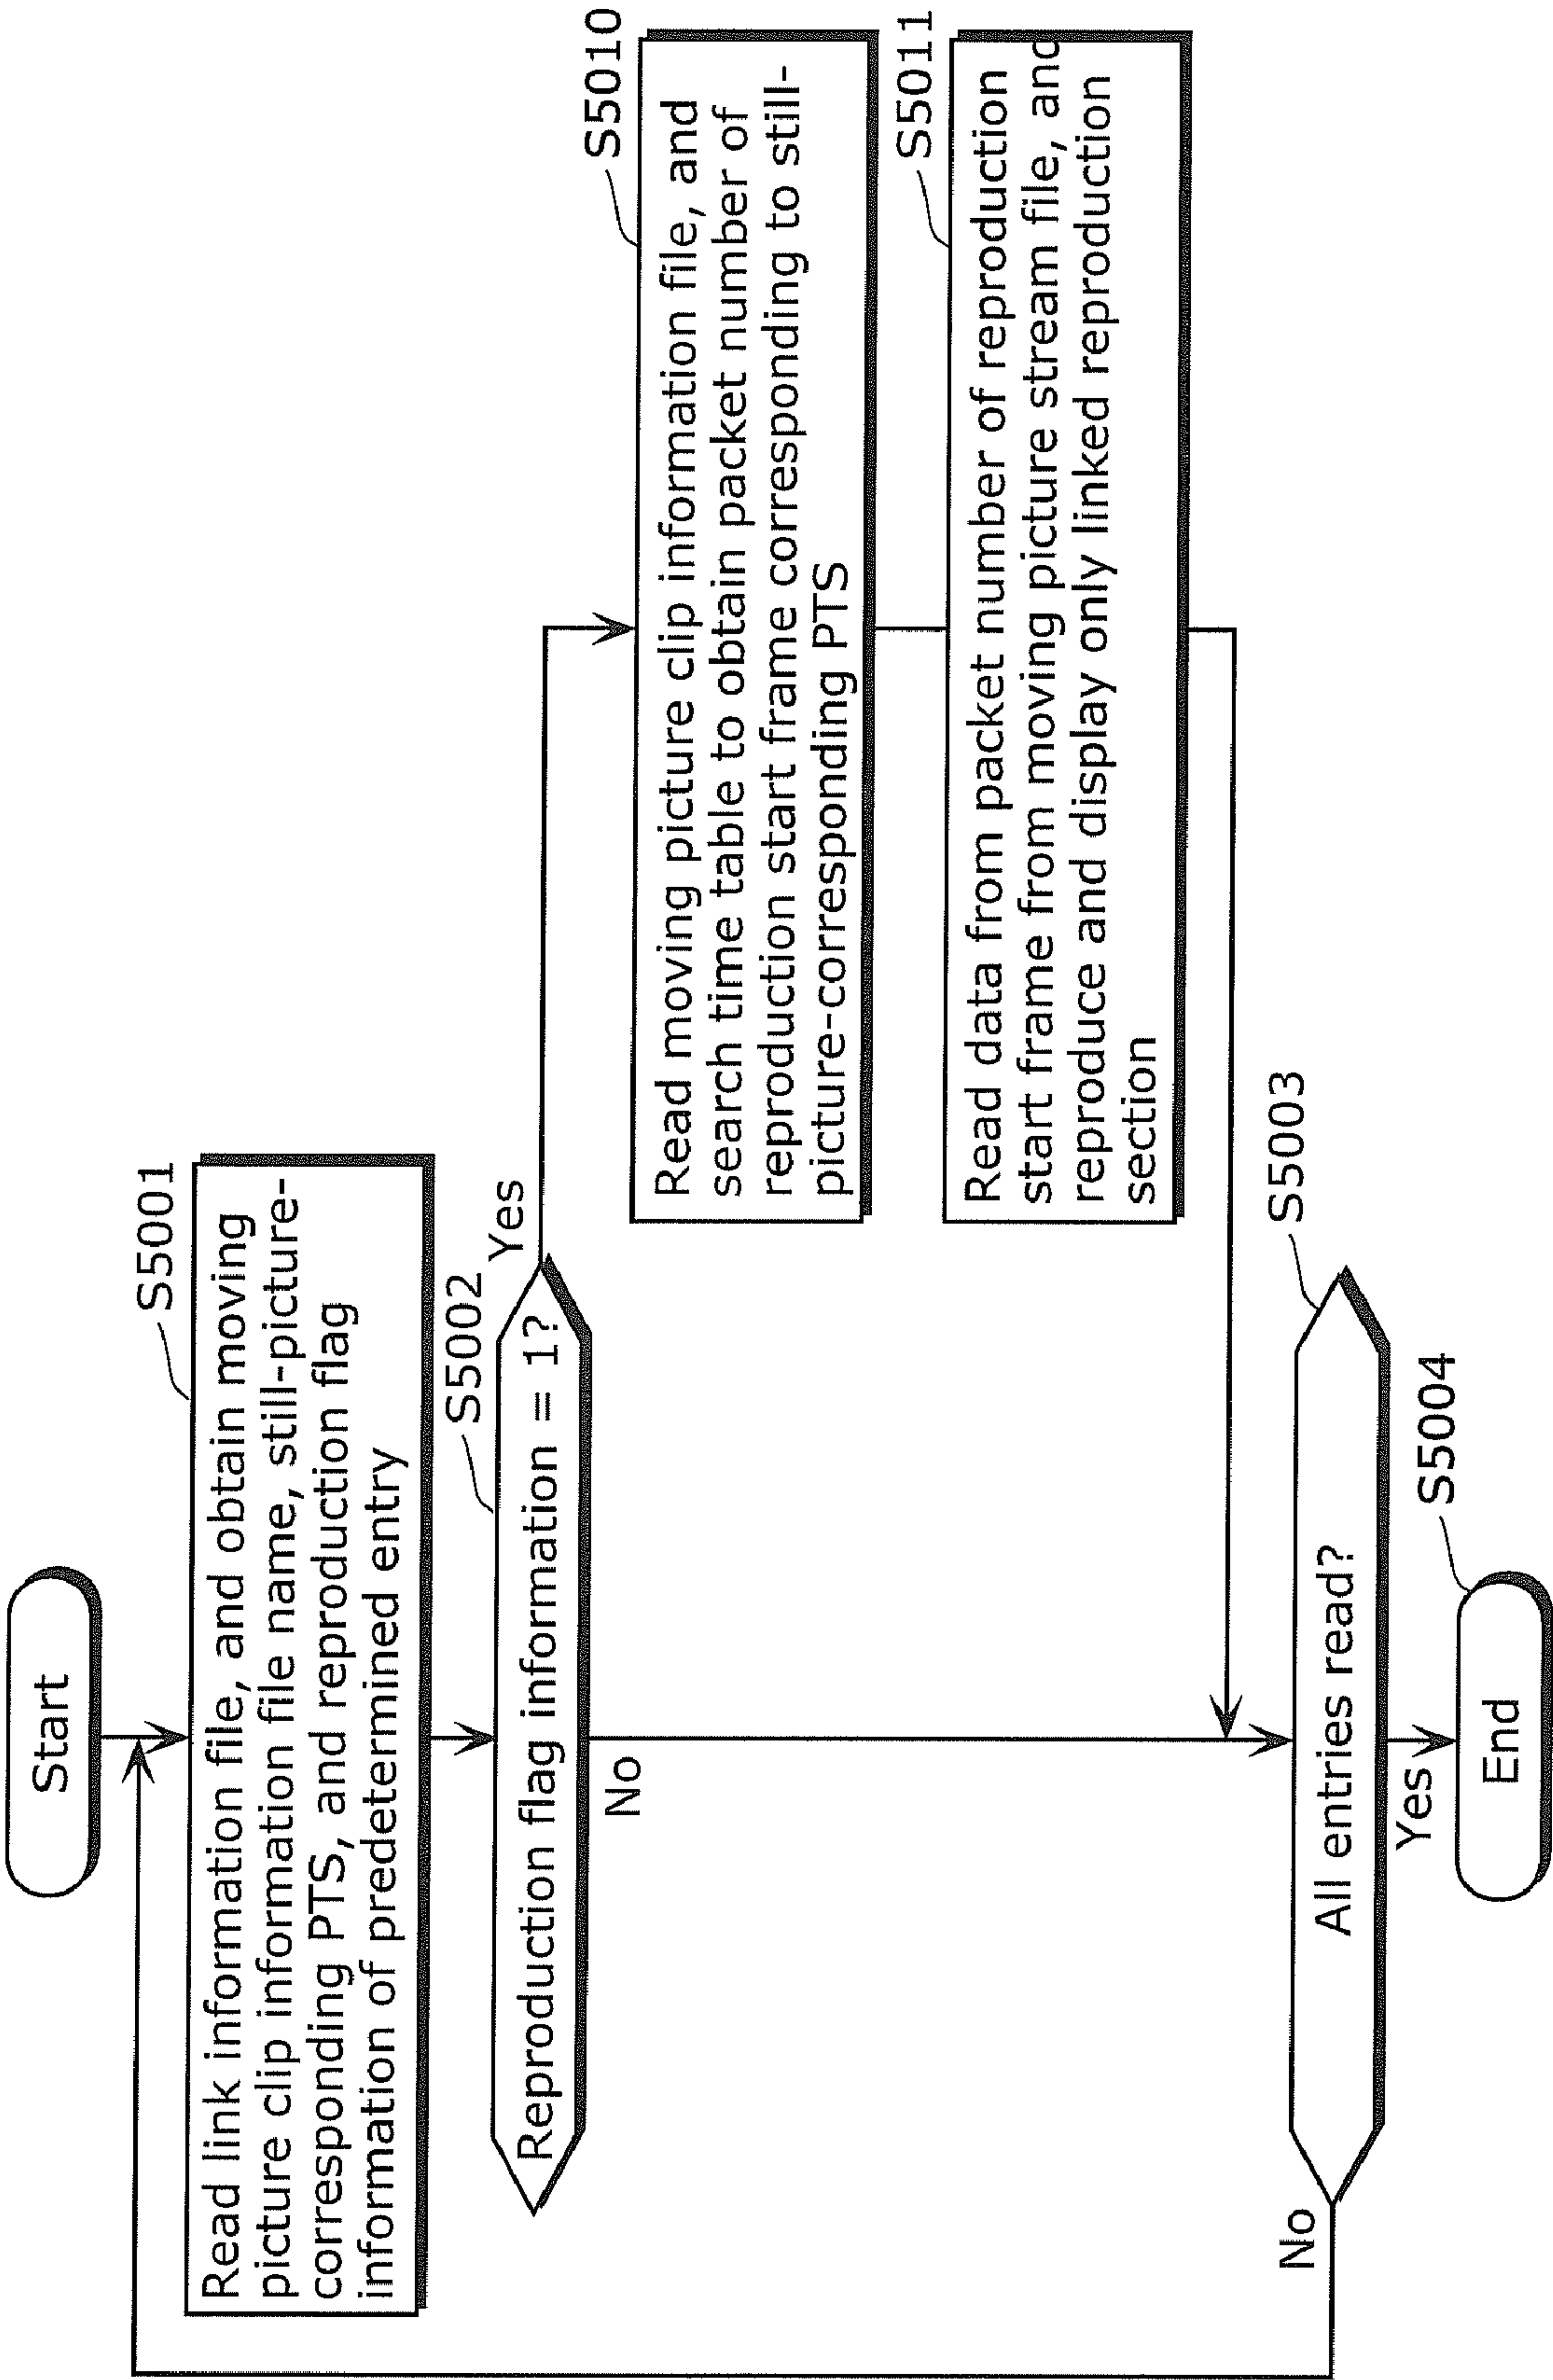 Start
S5001
Read link information file, and obtain moving
picture clip information file name, still-picture-
corresponding PTS, and reproduction flag
information of predetermined entry
S5002
Reproduction flag information = 1?
Yes
No
S5010
Read moving picture clip information file, and
search time table to obtain packet number of
reproduction start frame corresponding to still-
picture-corresponding PTS
S5011
Read data from packet number of reproduction
start frame from moving picture stream file, and
reproduce and display only linked reproduction
section
S5003
All entries read?
No
Yes
S5004
End